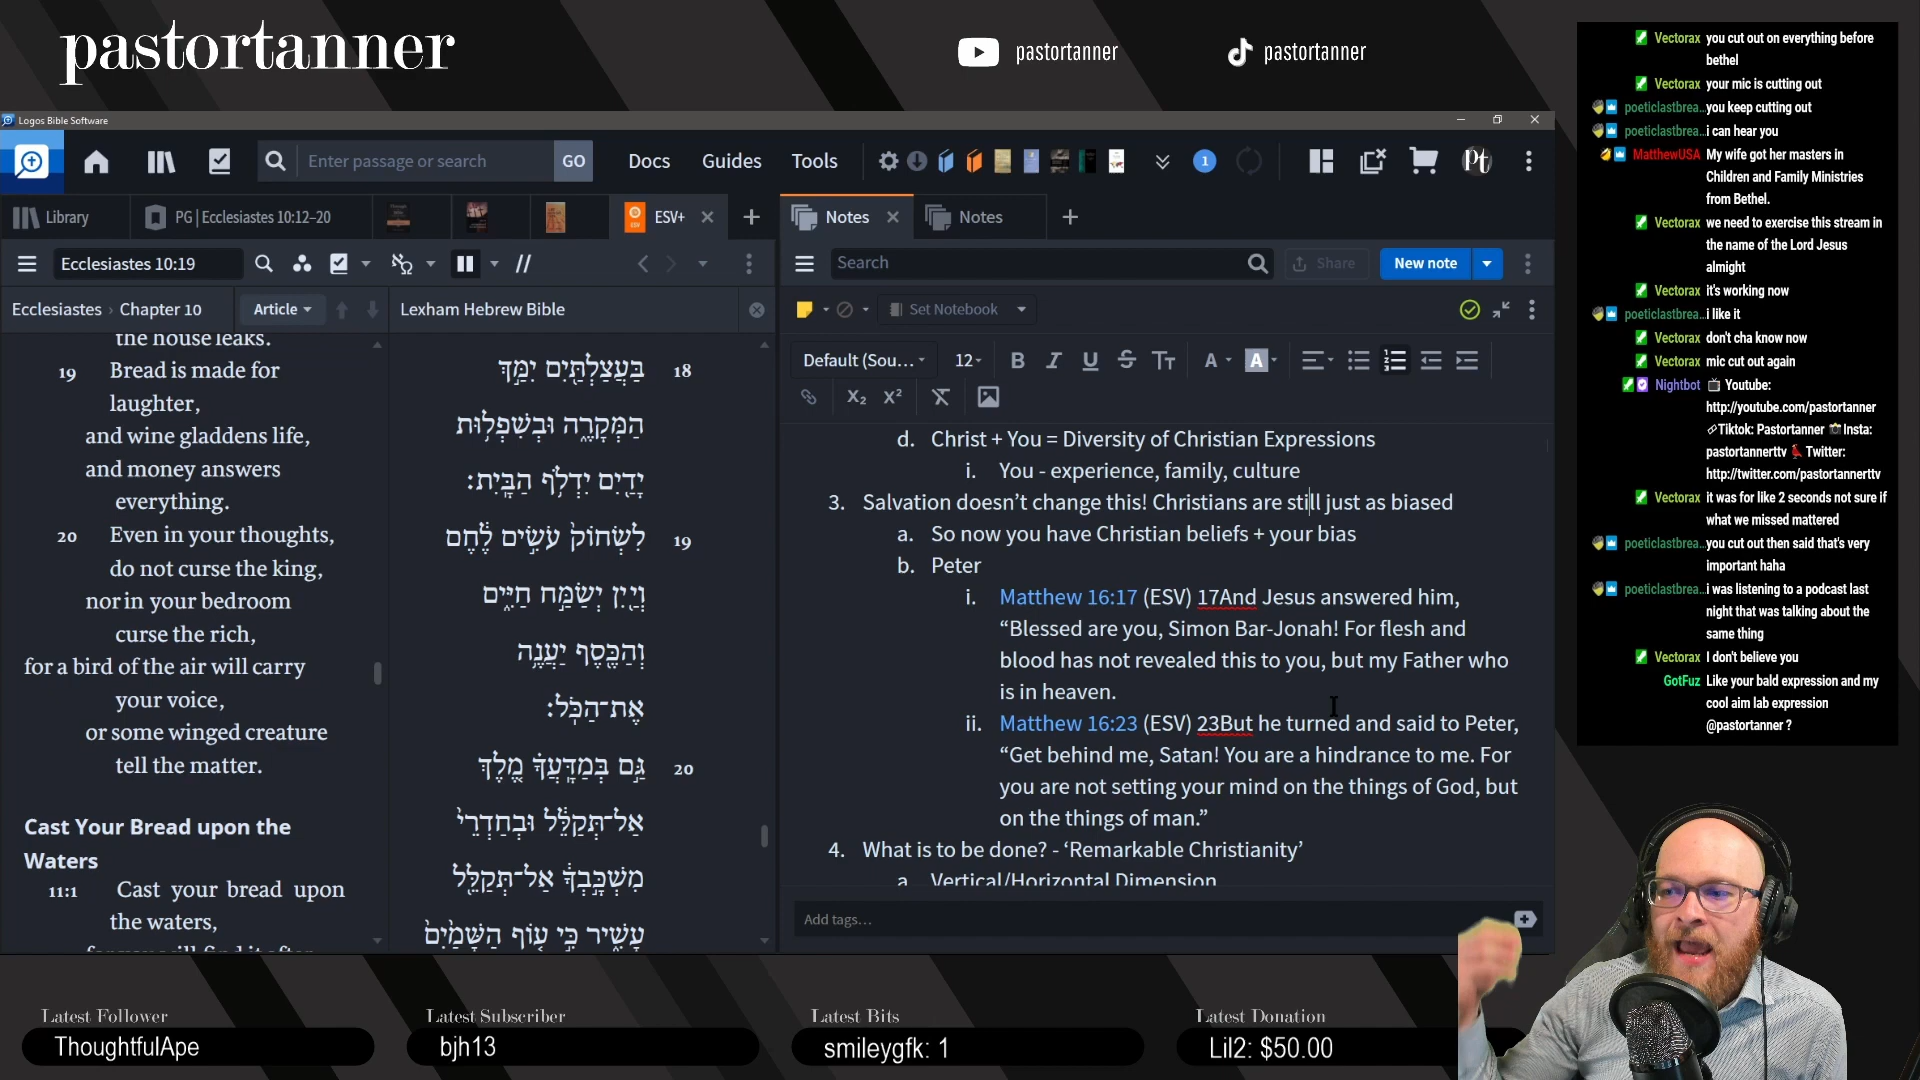 pastortanner
pastortanner
pastortanner
Logos Bible Software
Enter passage or search
GO
Docs
Guides
Tools
1
pt
Library
PG | Ecclesiastes 10:12–20
ESV+
Ecclesiastes 10:19
Ecclesiastes › Chapter 10
Article
Lexham Hebrew Bible
the house leaks.
19 Bread is made for
laughter,
and wine gladdens life,
and money answers
everything.
20 Even in your thoughts,
do not curse the king,
nor in your bedroom
curse the rich,
for a bird of the air will carry
your voice,
or some winged creature
tell the matter.
Cast Your Bread upon the
Waters
11:1 Cast your bread upon
the waters,
18 בַּעֲצַלְתַּ֖יִם יִמַּ֣ךְ
הַמְּקָרֶ֑ה וּבְשִׁפְל֥וּת
יָדַ֖יִם יִדְלֹ֥ף הַבָּֽיִת׃
19 לִשְׂחוֹק֙ עֹשִׂ֣ים לֶ֔חֶם
וְיַ֖יִן יְשַׂמַּ֣ח חַיִּ֑ים
וְהַכֶּ֖סֶף יַעֲנֶ֥ה
אֶת־הַכֹּֽל׃
20 גַּ֣ם בְּמַדָּֽעֲךָ֗ מֶ֚לֶךְ
אַל־תְּקַלֵּ֔ל וּבְחַדְרֵי֙
מִשְׁכָּ֣בְךָ֔ אַל־תְּקַלֵּ֖ל
עָשִׁ֑יר כִּ֣י ע֤וֹף הַשָּׁמַ֙יִם֙
Notes
Notes
Search
Share
New note
Set Notebook
Default (Sou...
12
B I U S Tт A A
X₂ X²
d. Christ + You = Diversity of Christian Expressions
i. You - experience, family, culture
3. Salvation doesn’t change this! Christians are still just as biased
a. So now you have Christian beliefs + your bias
b. Peter
i. Matthew 16:17 (ESV) 17And Jesus answered him,
“Blessed are you, Simon Bar-Jonah! For flesh and
blood has not revealed this to you, but my Father who
is in heaven.
ii. Matthew 16:23 (ESV) 23But he turned and said to Peter,
“Get behind me, Satan! You are a hindrance to me. For
you are not setting your mind on the things of God, but
on the things of man.”
4. What is to be done? - ‘Remarkable Christianity’
a. Vertical/Horizontal Dimension
Add tags…
Vectorax you cut out on everything before
bethel
Vectorax your mic is cutting out
poeticlastbrea... you keep cutting out
poeticlastbrea... i can hear you
MatthewUSA My wife got her masters in
Children and Family Ministries
from Bethel.
Vectorax we need to exercise this stream in
the name of the Lord Jesus
almight
Vectorax it's working now
poeticlastbrea... i like it
Vectorax don't cha know now
Vectorax mic cut out again
Nightbot Youtube:
http://youtube.com/pastortanner
Tiktok: Pastortanner Insta:
pastortannerttv Twitter:
http://twitter.com/pastortannerttv
Vectorax it was for like 2 seconds not sure if
what we missed mattered
poeticlastbrea... you cut out then said that's very
important haha
poeticlastbrea... i was listening to a podcast last
night that was talking about the
same thing
Vectorax I don't believe you
GotFuz Like your bald expression and my
cool aim lab expression
@pastortanner ?
Latest Follower
ThoughtfulApe
Latest Subscriber
bjh13
Latest Bits
smileygfk: 1
Latest Donation
Lil2: $50.00